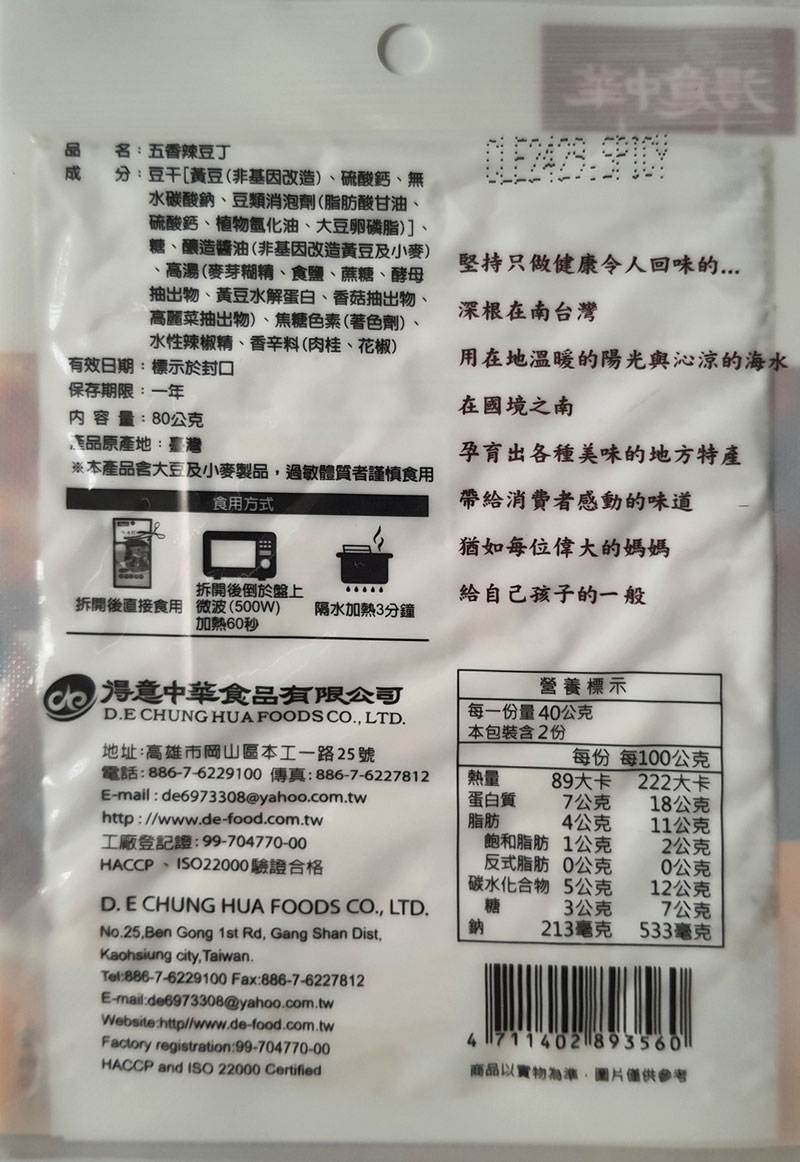 得意中華
品　名：五香辣豆丁
成　分：豆干[黃豆(非基因改造)、硫酸鈣、無
水碳酸鈉、豆類消泡劑(脂肪酸甘油、
硫酸鈣、植物氫化油、大豆卵磷脂)]、
糖、釀造醬油(非基因改造黃豆及小麥)
、高湯(麥芽糊精、食鹽、蔗糖、酵母
抽出物、黃豆水解蛋白、香菇抽出物、
高麗菜抽出物)、焦糖色素(著色劑)、
水性辣椒精、香辛料(肉桂、花椒)
有效日期：標示於封口
保存期限：一年
內 容 量：80公克
產品原產地：臺灣
※本產品含大豆及小麥製品，過敏體質者謹慎食用
食用方式
拆開後直接食用
拆開後倒於盤上
微波(500W)
加熱60秒
隔水加熱3分鐘
堅持只做健康令人回味的...
深根在南台灣
用在地溫暖的陽光與沁涼的海水
在國境之南
孕育出各種美味的地方特產
帶給消費者感動的味道
猶如每位偉大的媽媽
給自己孩子的一般
de 得意中華食品有限公司
D.E CHUNG HUA FOODS CO., LTD.
地址:高雄市岡山區本工一路25號
電話: 886-7-6229100 傳真: 886-7-6227812
E-mail : de6973308@yahoo.com.tw
http : //www.de-food.com.tw
工廠登記證: 99-704770-00
HACCP 、 ISO22000驗證合格
D. E CHUNG HUA FOODS CO., LTD.
No.25,Ben Gong 1st Rd, Gang Shan Dist,
Kaohsiung city,Taiwan.
Tel:886-7-6229100 Fax:886-7-6227812
E-mail:de6973308@yahoo.com.tw
Website:http//www.de-food.com.tw
Factory registration:99-704770-00
HACCP and ISO 22000 Certified
營養標示
每一份量 40公克
本包裝含 2份
每份 每100公克
熱量 89大卡 222大卡
蛋白質 7公克 18公克
脂肪 4公克 11公克
飽和脂肪 1公克 2公克
反式脂肪 0公克 0公克
碳水化合物 5公克 12公克
糖 3公克 7公克
鈉 213毫克 533毫克
4 711402 893560
商品以實物為準，圖片僅供參考